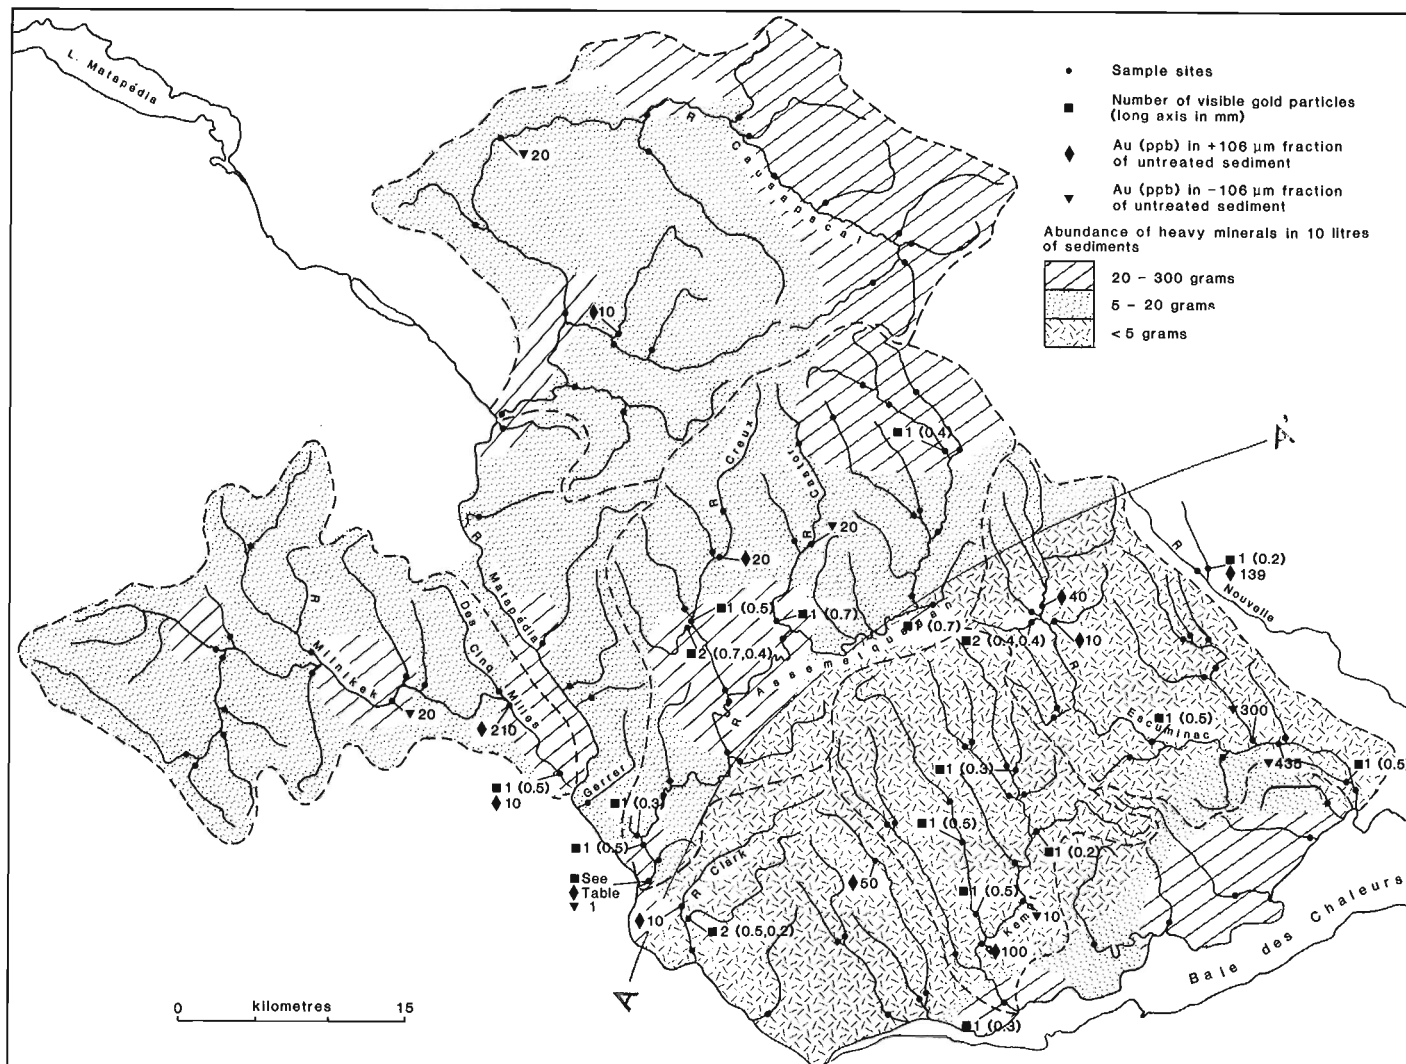 L. Matapédia
Sample sites
Number of visible gold particles
(long axis in mm)
Au (ppb) in +106 µm fraction
of untreated sediment
Au (ppb) in −106 µm fraction
of untreated sediment
Abundance of heavy minerals in 10 litres
of sediments
20 – 300 grams
5 – 20 grams
<5 grams
20
R Causapscal
10
1 (0.4)
A'
R Creux
R Castor
20
20
1 (0.2)
139
R Nouvelle
R Matapédia
Des Cinq Milles
R Milnikek
1 (0.5)
1 (0.7)
1 (0.7)
2 (0.4,0.4)
40
10
R
2 (0.7,0.4)
R Assemetquagan
20
210
300
1 (0.5)
Escuminac
435
1 (0.5)
1 (0.5)
10
Gerrer
1 (0.3)
1 (0.3)
1 (0.5)
1 (0.5)
1 (0.2)
See
Table
1
R Clark
50
1 (0.5)
10
Kemp
10
2 (0.5,0.2)
100
A
1 (0.3)
Baie des Chaleurs
0 kilometres 15